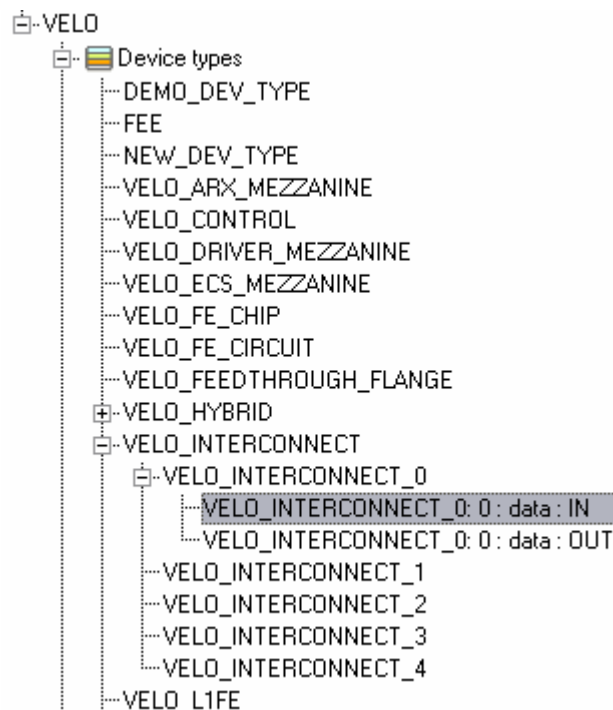 VELO
Device types
DEMO_DEV_TYPE
FEE
NEW_DEV_TYPE
VELO_ARX_MEZZANINE
VELO_CONTROL
VELO_DRIVER_MEZZANINE
VELO_ECS_MEZZANINE
VELO_FE_CHIP
VELO_FE_CIRCUIT
VELO_FEEDTHROUGH_FLANGE
VELO_HYBRID
VELO_INTERCONNECT
VELO_INTERCONNECT_0
VELO_INTERCONNECT_0: 0 : data : IN
VELO_INTERCONNECT_0: 0 : data : OUT
VELO_INTERCONNECT_1
VELO_INTERCONNECT_2
VELO_INTERCONNECT_3
VELO_INTERCONNECT_4
VELO_L1FE